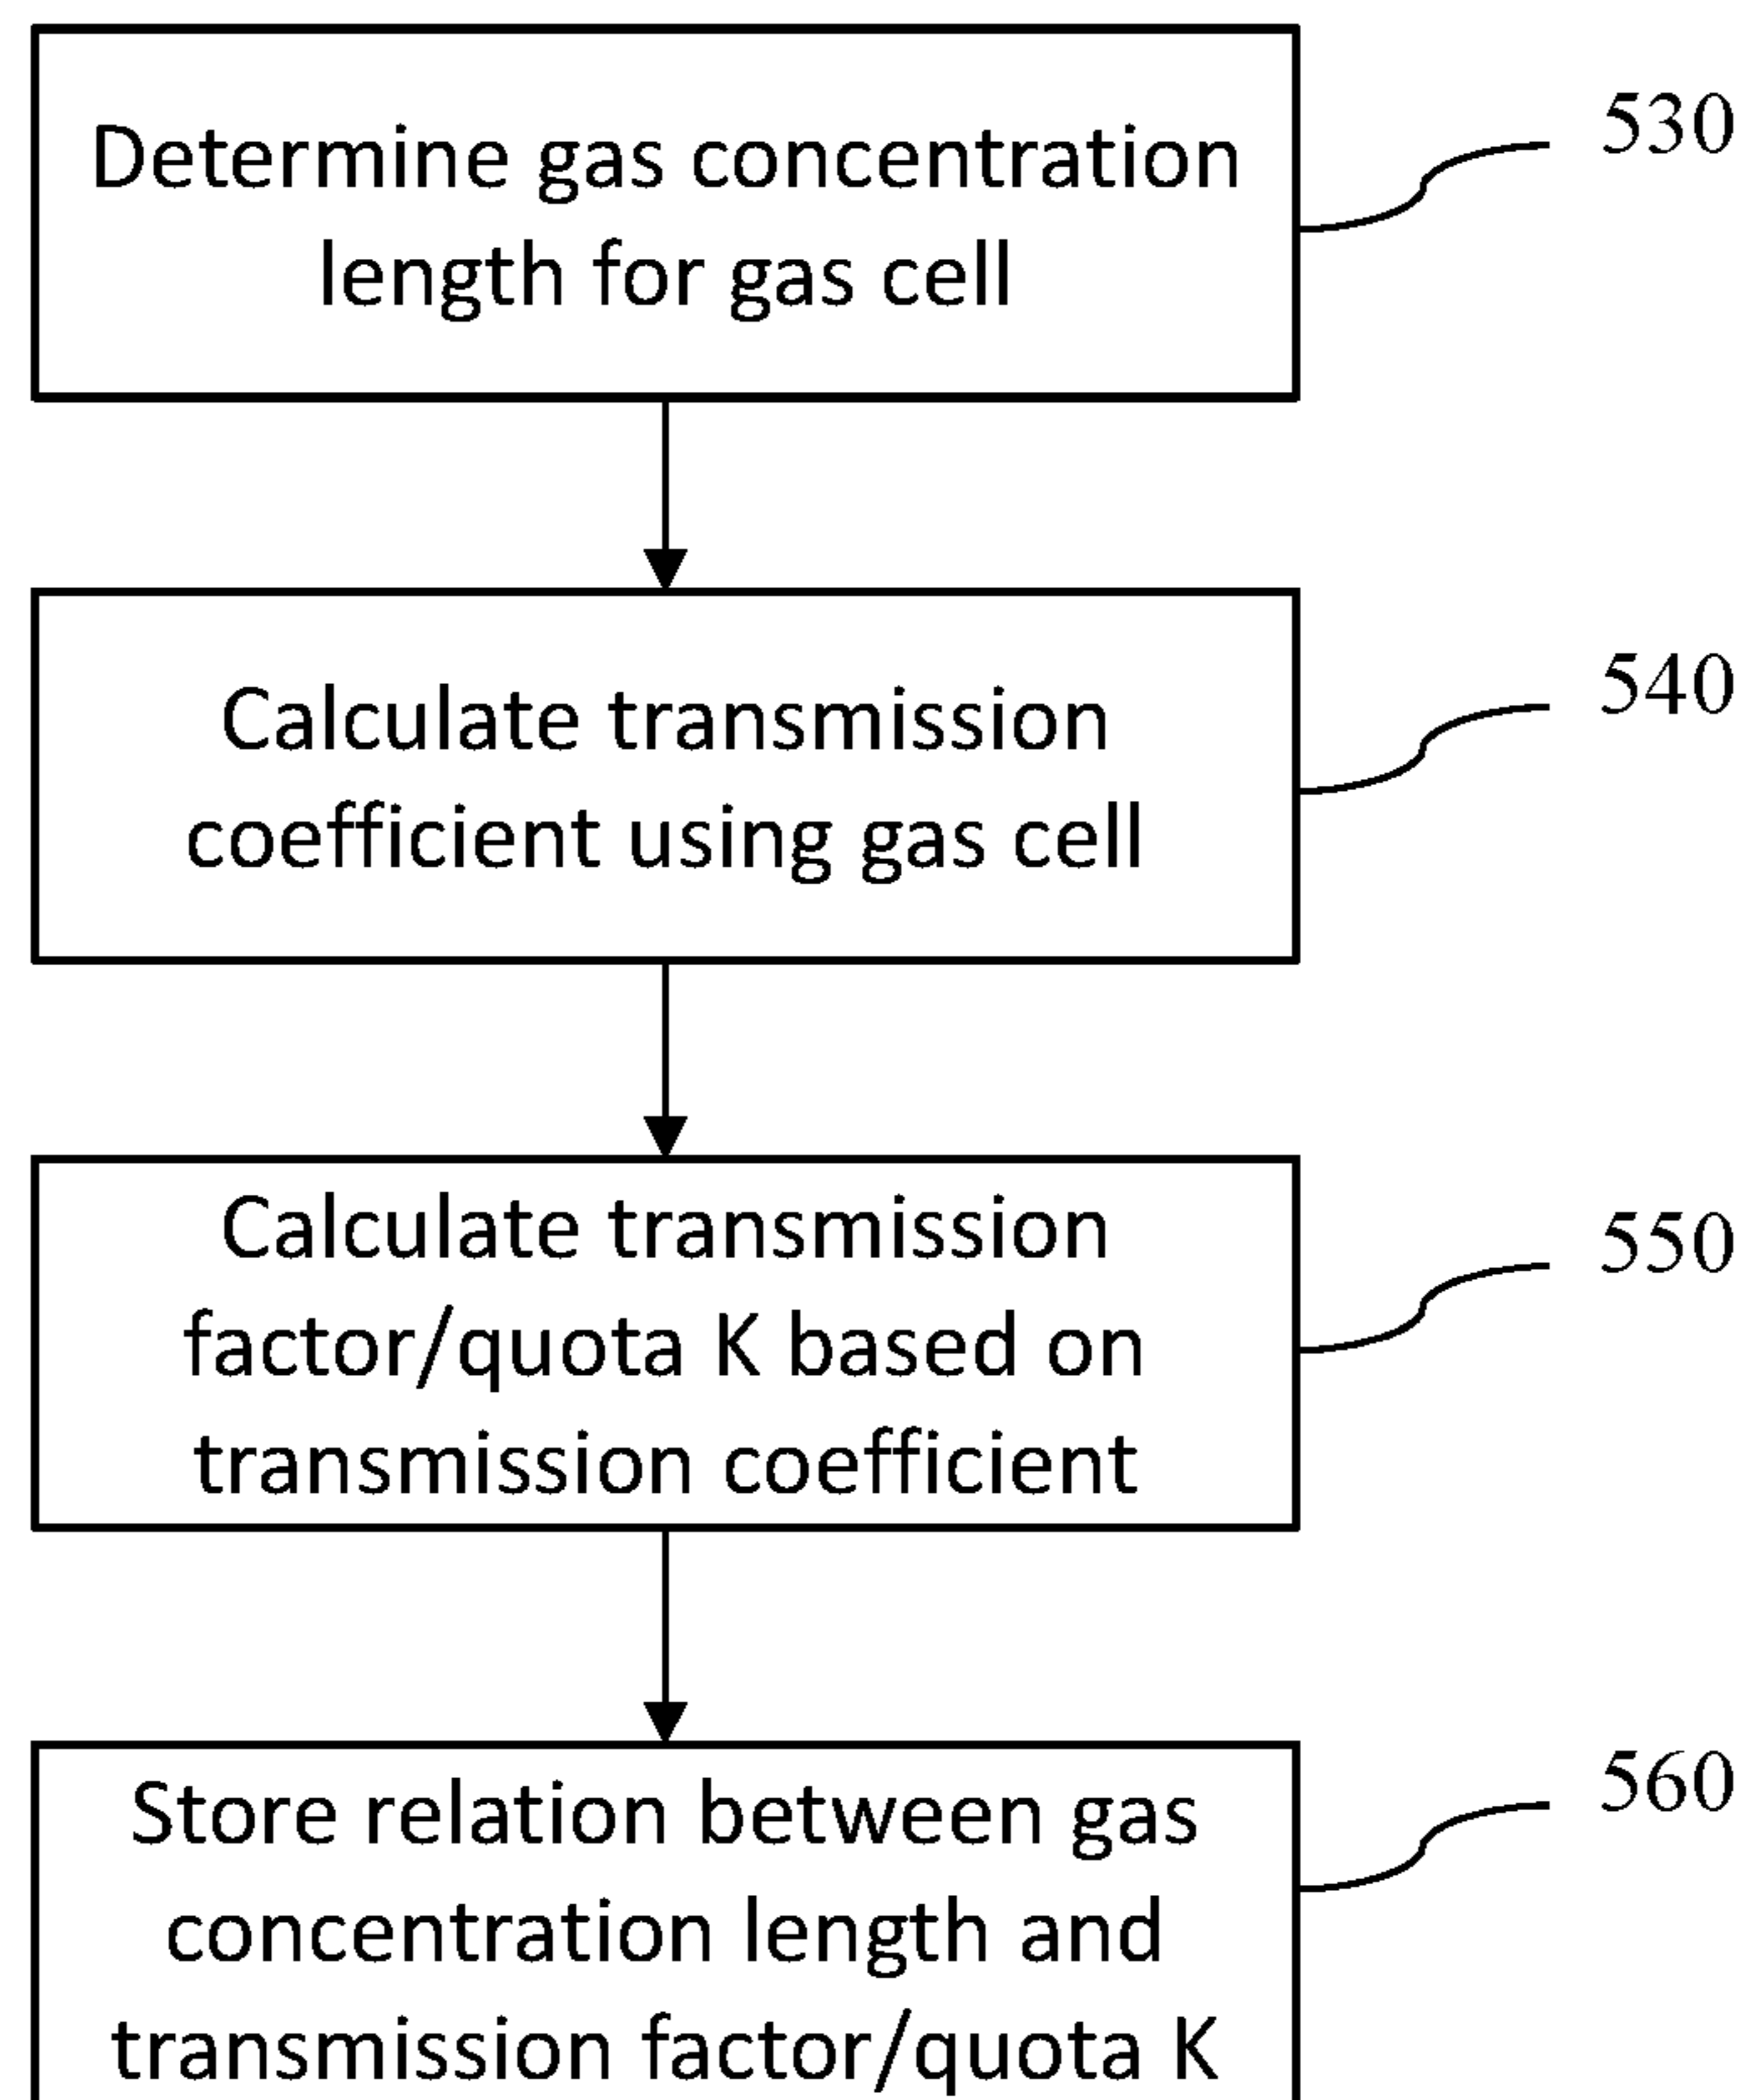 Determine gas concentration
length for gas cell
530
Calculate transmission
coefficient using gas cell
540
Calculate transmission
factor/quota K based on
transmission coefficient
550
Store relation between gas
concentration length and
transmission factor/quota K
560